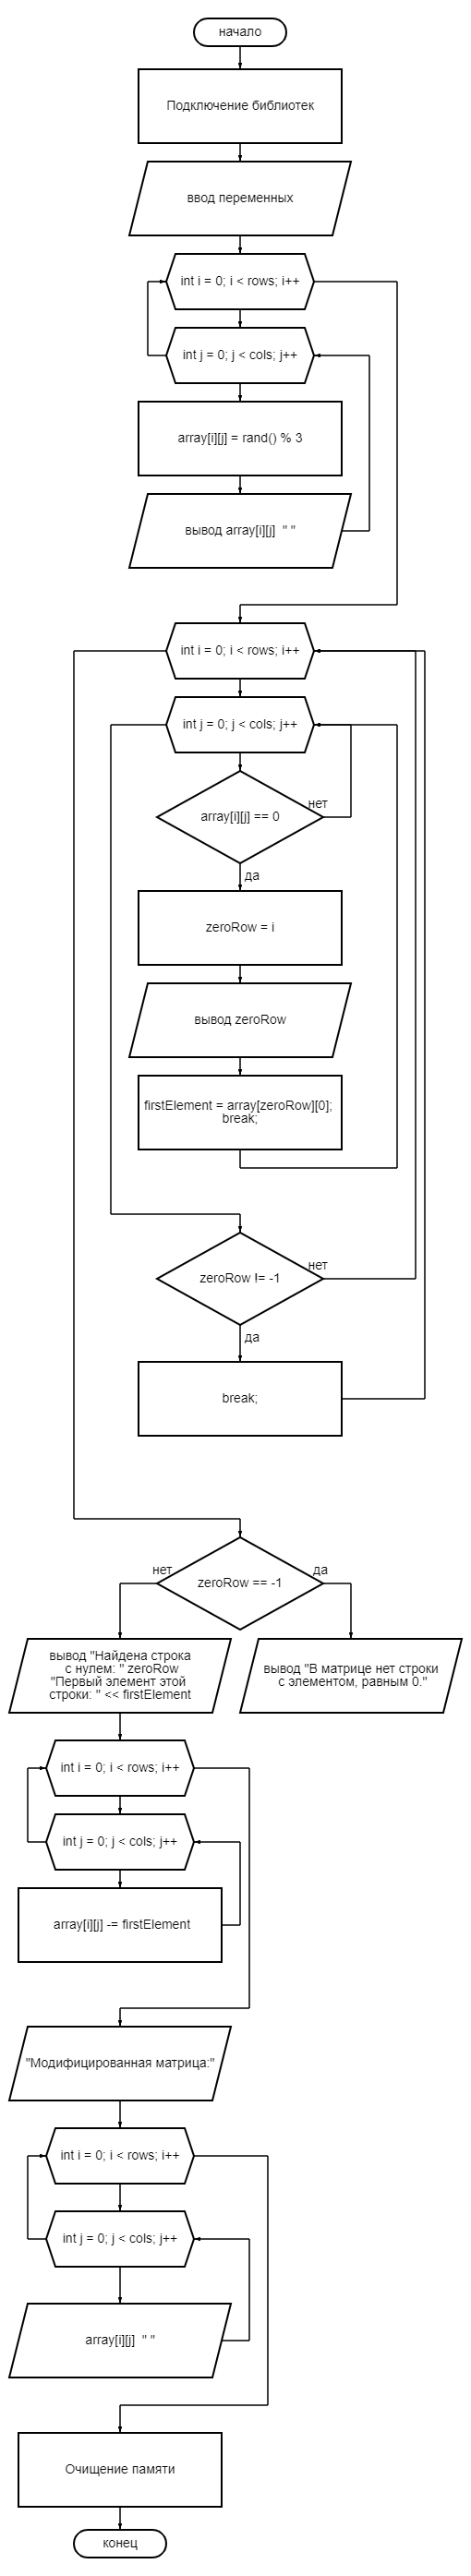 начало
Подключение библиотек
ввод переменных
int i = 0; i < rows; i++
int j = 0; j < cols; j++
array[i][j] = rand() % 3
вывод array[i][j]  " "
int i = 0; i < rows; i++
int j = 0; j < cols; j++
нет
array[i][j] == 0
да
zeroRow = i
вывод zeroRow
firstElement = array[zeroRow][0];
break;
нет
zeroRow != -1
да
break;
нет
да
zeroRow == -1
вывод "Найдена строка
с нулем: " zeroRow
"Первый элемент этой
строки: " << firstElement
вывод "В матрице нет строки
с элементом, равным 0."
int i = 0; i < rows; i++
int j = 0; j < cols; j++
array[i][j] -= firstElement
"Модифицированная матрица:"
int i = 0; i < rows; i++
int j = 0; j < cols; j++
array[i][j]  " "
Очищение памяти
конец